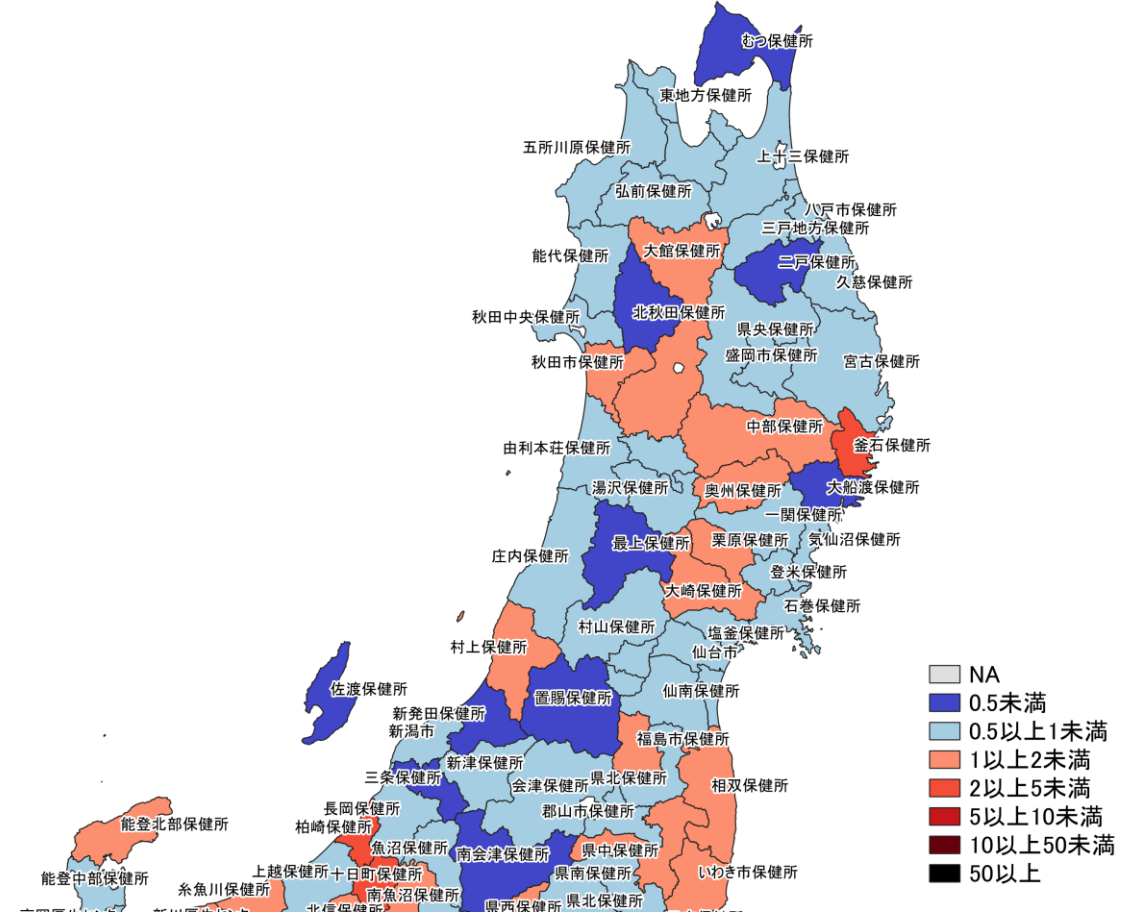 むつ保健所
東地方保健所
五所川原保健所
上十三保健所
弘前保健所
八戸市保健所
三戸地方保健所
大館保健所
能代保健所
二戸保健所
久慈保健所
北秋田保健所
秋田中央保健所
県央保健所
盛岡市保健所
秋田市保健所
宮古保健所
中部保健所
釜石保健所
由利本荘保健所
湯沢保健所
奥州保健所
大船渡保健所
一関保健所
最上保健所
栗原保健所
気仙沼保健所
庄内保健所
登米保健所
大崎保健所
石巻保健所
村山保健所
塩釜保健所
村上保健所
仙台市
佐渡保健所
置賜保健所
仙南保健所
新発田保健所
新潟市
福島市保健所
新津保健所
三条保健所
会津保健所
県北保健所
相双保健所
長岡保健所
郡山市保健所
柏崎保健所
能登北部保健所
魚沼保健所
南会津保健所
県中保健所
上越保健所
十日町保健所
県南保健所
いわき市保健所
能登中部保健所
糸魚川保健所
南魚沼保健所
県北保健所
北信保健所
県西保健所
NA
0.5未満
0.5以上1未満
1以上2未満
2以上5未満
5以上10未満
10以上50未満
50以上